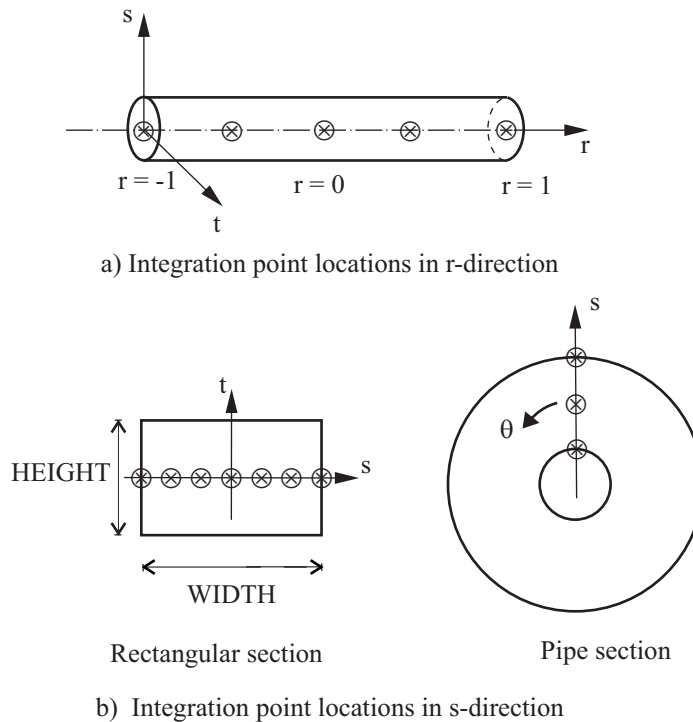 s
r
r = -1
r = 0
r = 1
t
a) Integration point locations in r-direction
s
t
θ
HEIGHT
s
WIDTH
Rectangular section
Pipe section
b) Integration point locations in s-direction